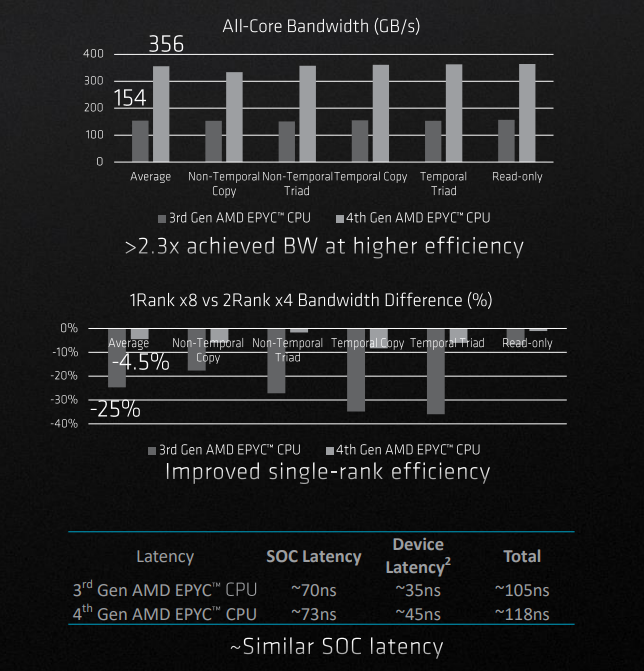 All-Core Bandwidth (GB/s)
356
400
300
154
200
100
0
Average Non-Temporal Copy Non-Temporal Triad Temporal Copy Temporal Triad Read-only
3rd Gen AMD EPYC™ CPU 4th Gen AMD EPYC™ CPU
>2.3x achieved BW at higher efficiency
1Rank x8 vs 2Rank x4 Bandwidth Difference (%)
0%
Average Non-Temporal Copy Non-Temporal Triad Temporal Copy Temporal Triad Read-only
-10%
-4.5%
-20%
-30%
-25%
-40%
3rd Gen AMD EPYC™ CPU 4th Gen AMD EPYC™ CPU
Improved single-rank efficiency
Latency SOC Latency Device Latency² Total
3rd Gen AMD EPYC™ CPU ~70ns ~35ns ~105ns
4th Gen AMD EPYC™ CPU ~73ns ~45ns ~118ns
~Similar SOC latency